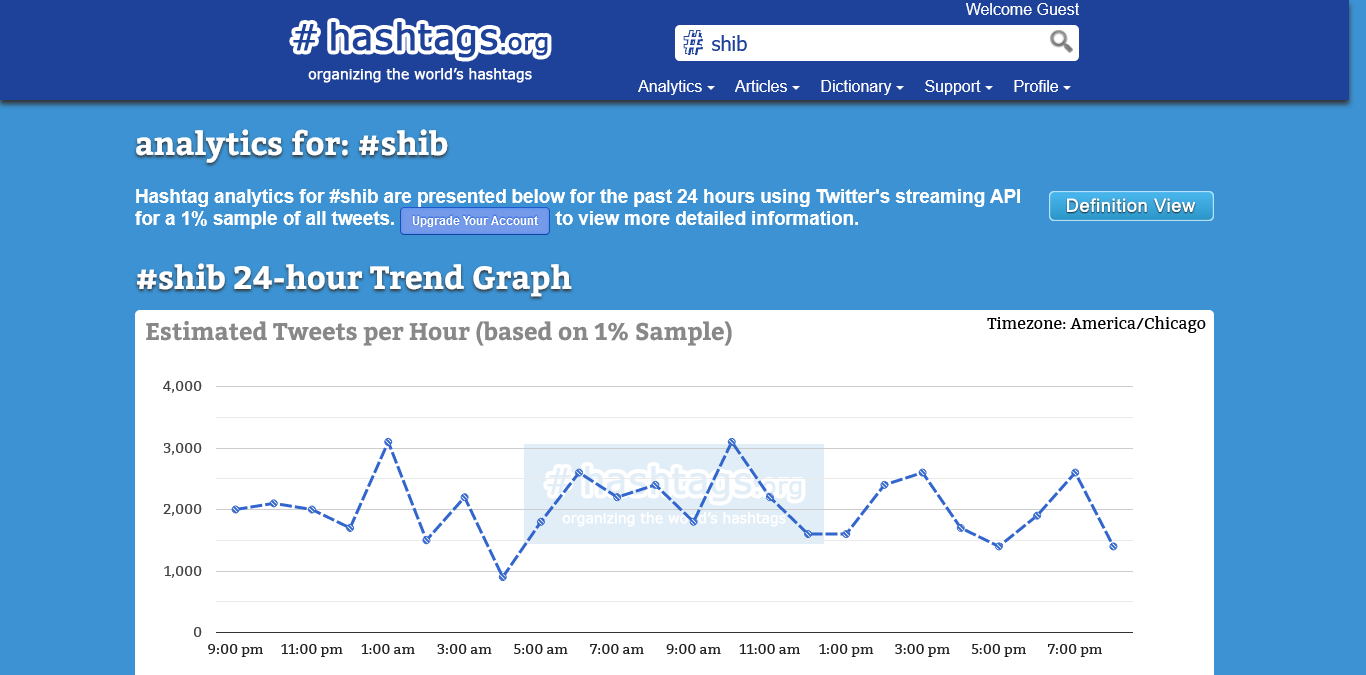 Welcome Guest
# hashtags.org
organizing the world's hashtags
# shib
Analytics Articles Dictionary Support Profile
analytics for: #shib
Hashtag analytics for #shib are presented below for the past 24 hours using Twitter's streaming API
for a 1% sample of all tweets. Upgrade Your Account to view more detailed information.
Definition View
#shib 24-hour Trend Graph
Estimated Tweets per Hour (based on 1% Sample)
Timezone: America/Chicago
4,000
3,000
2,000
1,000
0
# hashtags.org
organizing the world's hashtags
9:00 pm 11:00 pm 1:00 am 3:00 am 5:00 am 7:00 am 9:00 am 11:00 am 1:00 pm 3:00 pm 5:00 pm 7:00 pm